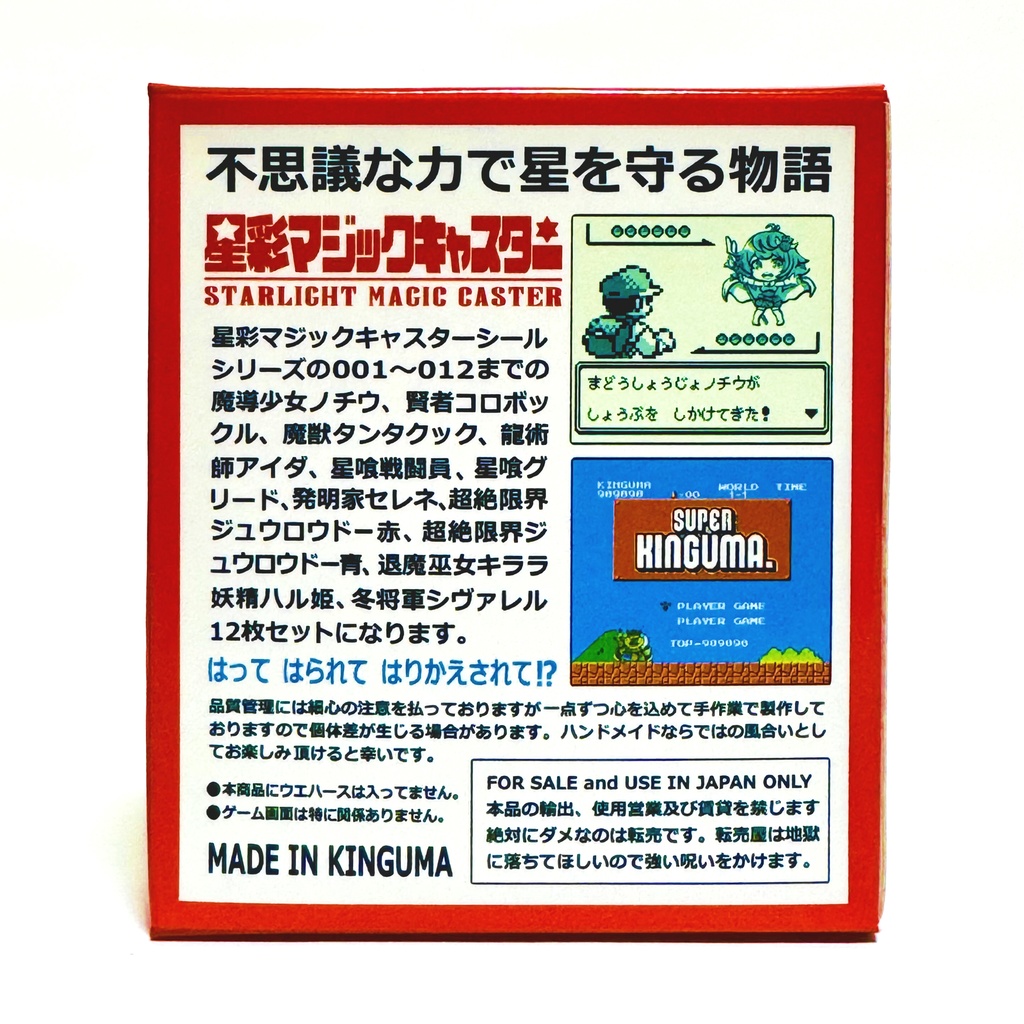 不思議な力で星を守る物語
星彩マジックキャスター
STARLIGHT MAGIC CASTER
星彩マジックキャスターシール
シリーズの001〜012までの
魔導少女ノチウ、賢者コロボッ
クル、魔獣タンタクック、龍術
師アイダ、星喰戦闘員、星喰グ
リード、発明家セレネ、超絶限界
ジュウロウドー赤、超絶限界ジ
ュウロウドー青、退魔巫女キララ
妖精ハル姫、冬将軍シヴァレル
12枚セットになります。
はって はられて はりかえされて!?
まどうしょうじょノチウが
しょうぶを しかけてきた!
KINGUMA WORLD TIME
909090 -00 1-1
SUPER
KINGUMA.
PLAYER GAME
PLAYER GAME
TOP-909090
品質管理には細心の注意を払っておりますが一点ずつ心を込めて手作業で製作して
おりますので個体差が生じる場合があります。ハンドメイドならではの風合いとし
てお楽しみ頂けると幸いです。
●本商品にウエハースは入ってません。
●ゲーム画面は特に関係ありません。
MADE IN KINGUMA
FOR SALE and USE IN JAPAN ONLY
本品の輸出、使用営業及び賃貸を禁じます
絶対にダメなのは転売です。転売屋は地獄
に落ちてほしいので強い呪いをかけます。